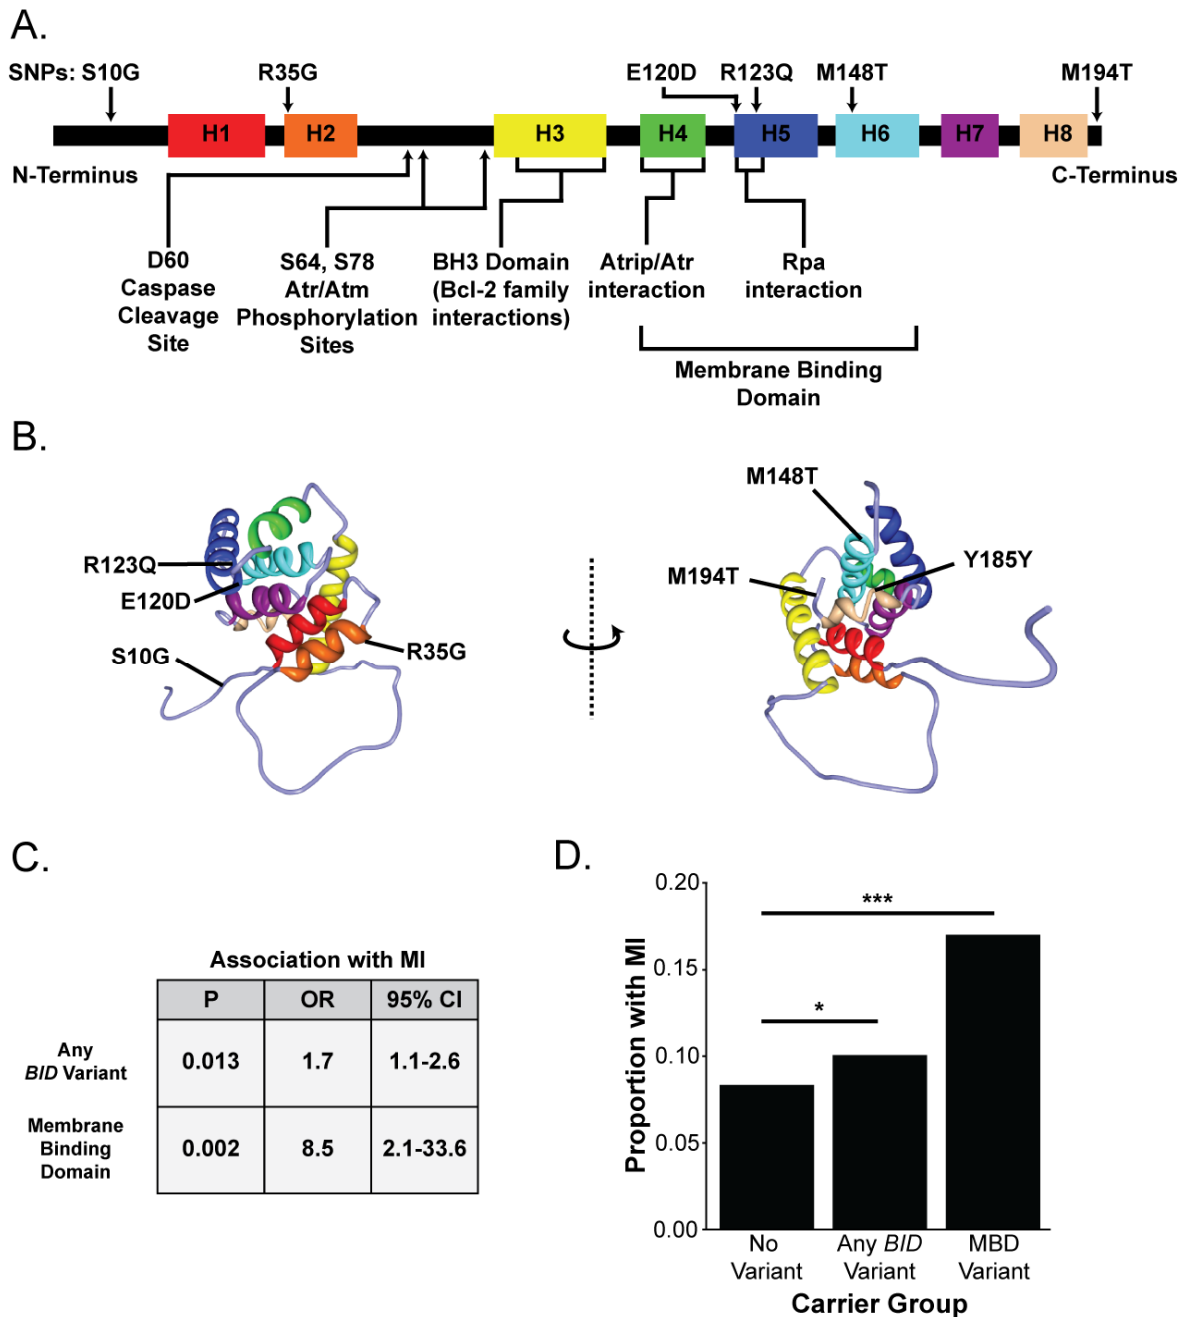 A.
SNPs: S10G
R35G
E120D
R123Q
M148T
M194T
H1
H2
H3
H4
H5
H6
H7
H8
N-Terminus
C-Terminus
D60
Caspase
Cleavage
Site
S64, S78
Atr/Atm
Phosphorylation
Sites
BH3 Domain
(Bcl-2 family
interactions)
Atrip/Atr
interaction
Rpa
interaction
Membrane Binding
Domain
B.
R123Q
E120D
S10G
R35G
M148T
M194T
Y185Y
C.
Association with MI
P OR 95% CI
Any
BID Variant
0.013 1.7 1.1-2.6
Membrane
Binding
Domain
0.002 8.5 2.1-33.6
D.
Proportion with MI
0.20
0.15
0.10
0.05
0.00
***
*
No
Variant
Any BID
Variant
MBD
Variant
Carrier Group